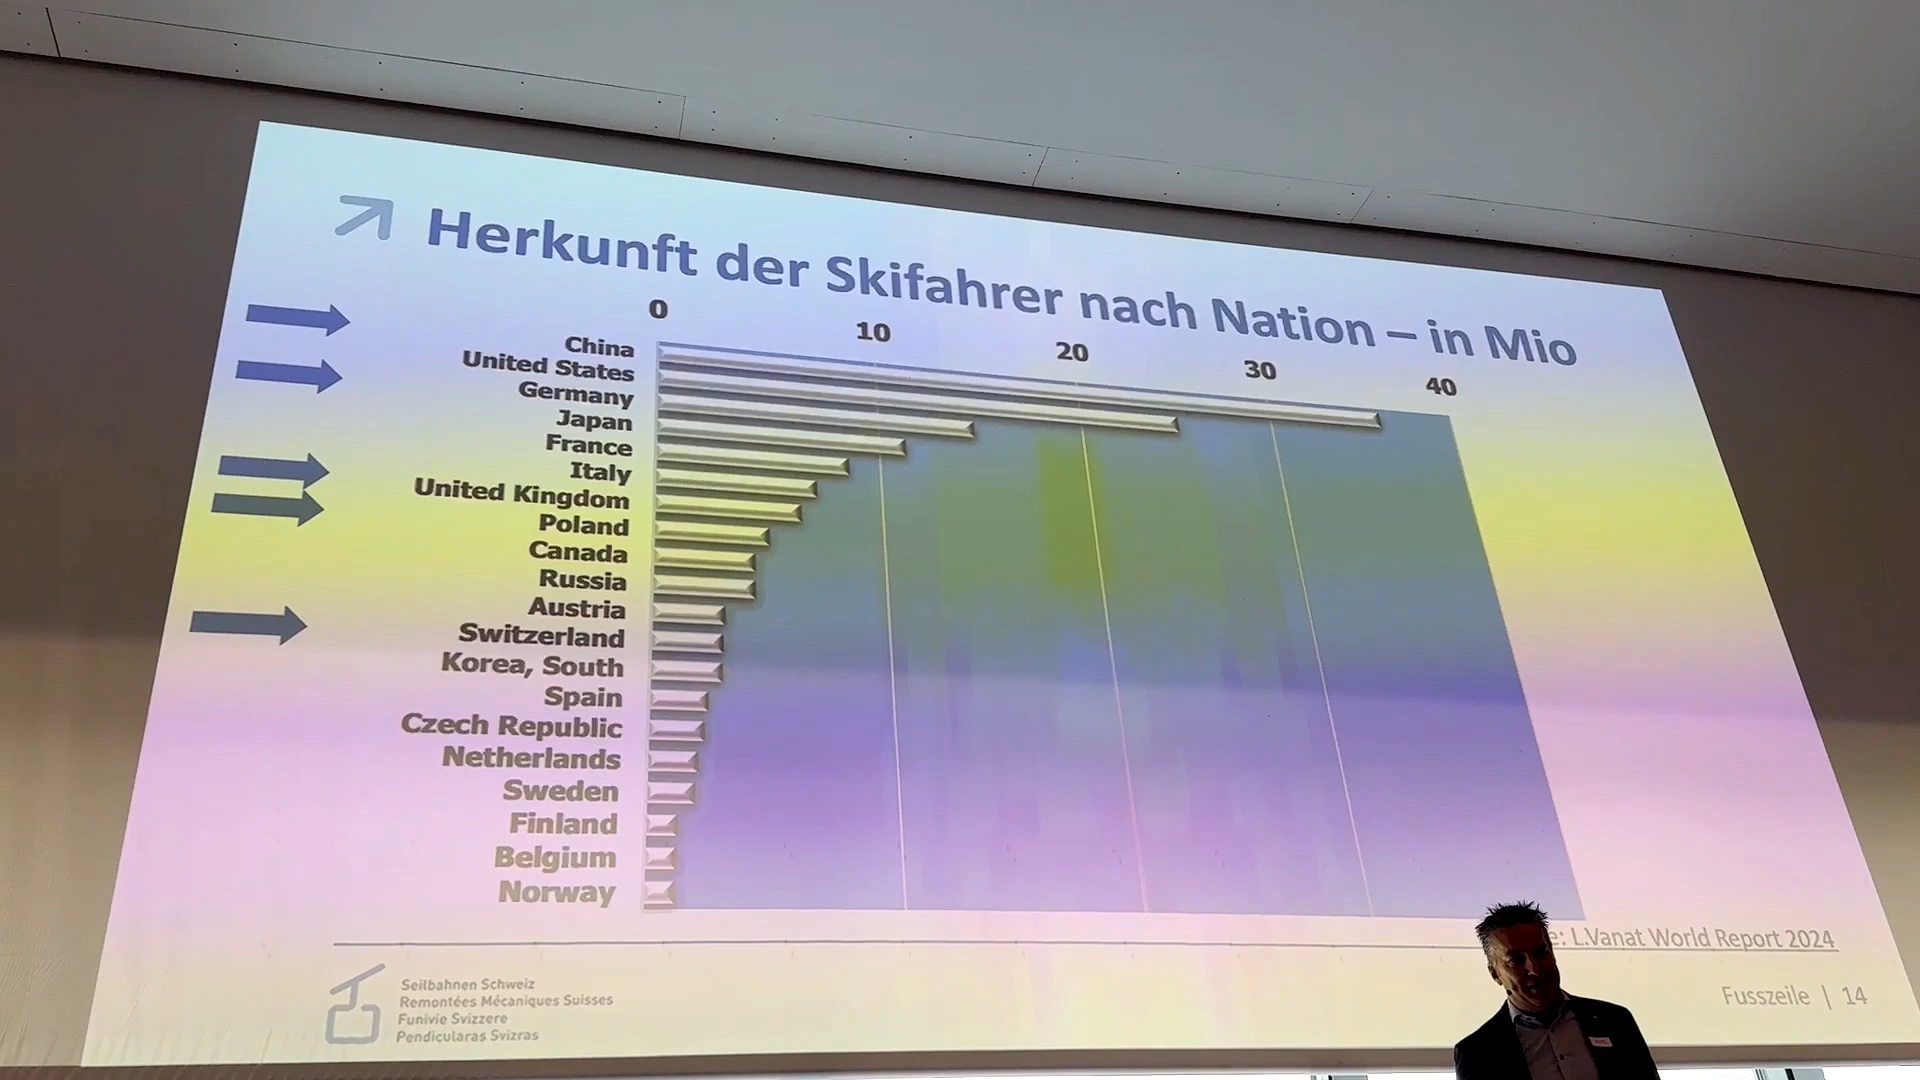 Herkunft der Skifahrer nach Nation – in Mio
0 10 20 30 40
China
United States
Germany
Japan
France
Italy
United Kingdom
Poland
Canada
Russia
Austria
Switzerland
Korea, South
Spain
Czech Republic
Netherlands
Sweden
Finland
Belgium
Norway
e: L.Vanat World Report 2024
Seilbahnen Schweiz
Remontées Mécaniques Suisses
Funivie Svizzere
Pendicularas Svizras
Fusszeile | 14